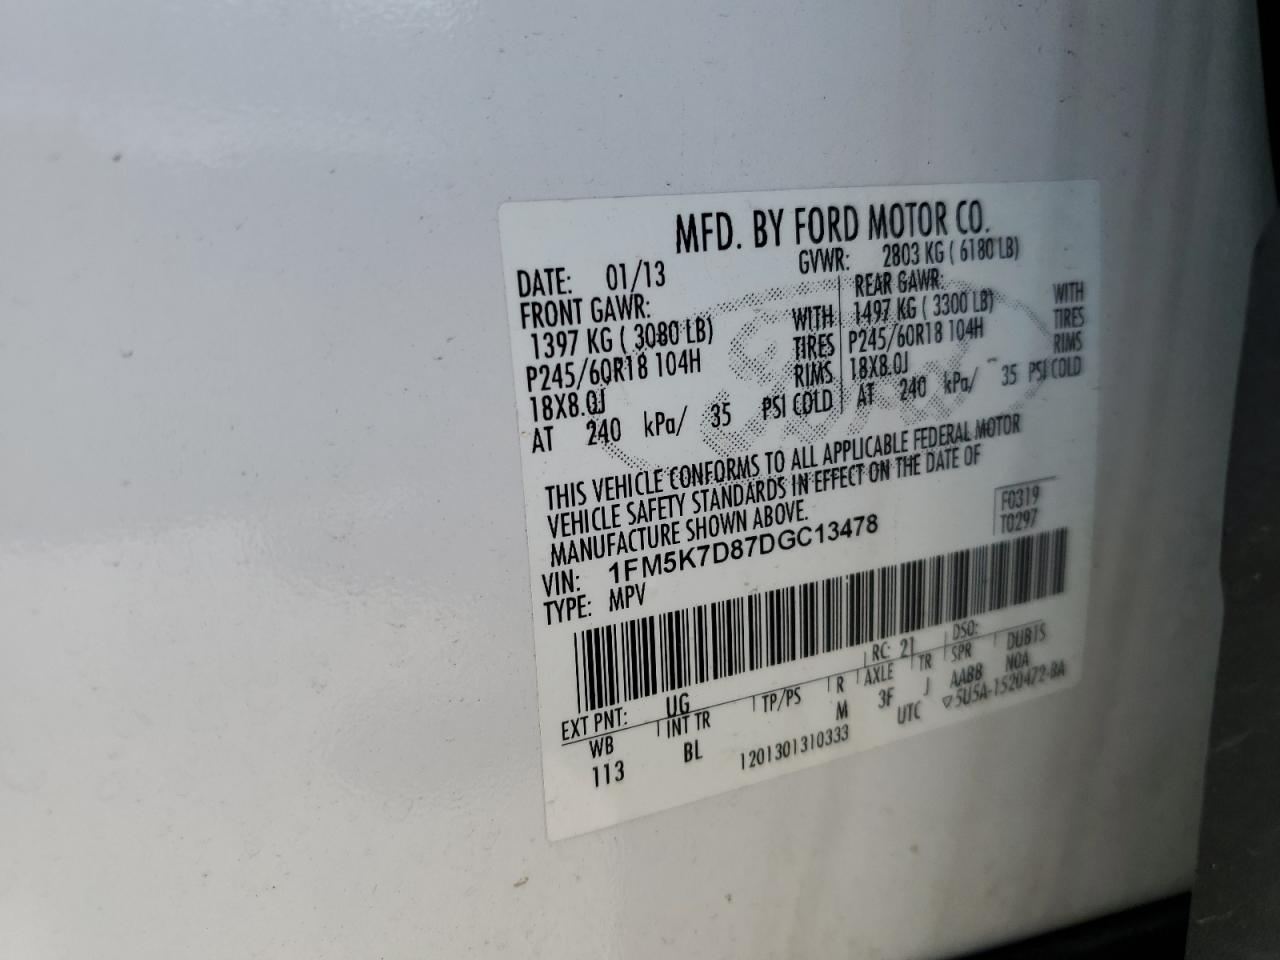 MFD. BY FORD MOTOR CO.
DATE: 01/13 GVWR: 2803 KG ( 6180 LB)
FRONT GAWR: REAR GAWR:
1397 KG ( 3080 LB) WITH 1497 KG ( 3300 LB) WITH
P245/60R18 104H TIRES P245/60R18 104H TIRES
18X8.0J RIMS 18X8.0J RIMS
AT 240 kPa/ 35 PSI COLD AT 240 kPa/ 35 PSI COLD
THIS VEHICLE CONFORMS TO ALL APPLICABLE FEDERAL MOTOR
VEHICLE SAFETY STANDARDS IN EFFECT ON THE DATE OF
MANUFACTURE SHOWN ABOVE.
F0319
T0297
VIN: 1FM5K7D87DGC13478
TYPE: MPV
EXT PNT: UG RC: 21 DSO:
WB INT TR TP/PS R AXLE TR SPR DUBTS
113 BL M 3F J AABB NOA
1201301310333 UTC ▽5U5A-1520472-BA